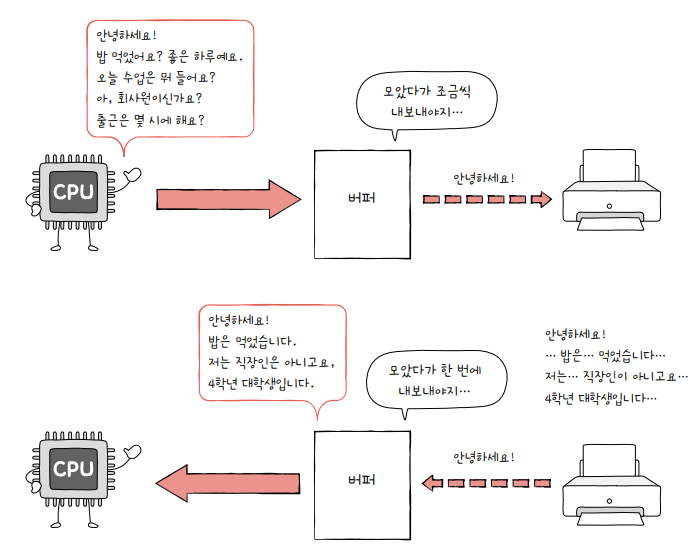 안녕하세요!
밥 먹었어요? 좋은 하루예요.
오늘 수업은 뭐 들어요?
아, 회사원이신가요?
출근은 몇 시에 해요?
모았다가 조금씩
내보내야지…
CPU
버퍼
안녕하세요!
안녕하세요!
밥은 먹었습니다.
저는 직장인은 아니고요,
4학년 대학생입니다.
모았다가 한 번에
내보내야지…
안녕하세요!
… 밥은… 먹었습니다…
저는… 직장인이 아니고요…
4학년 대학생입니다…
CPU
버퍼
안녕하세요!